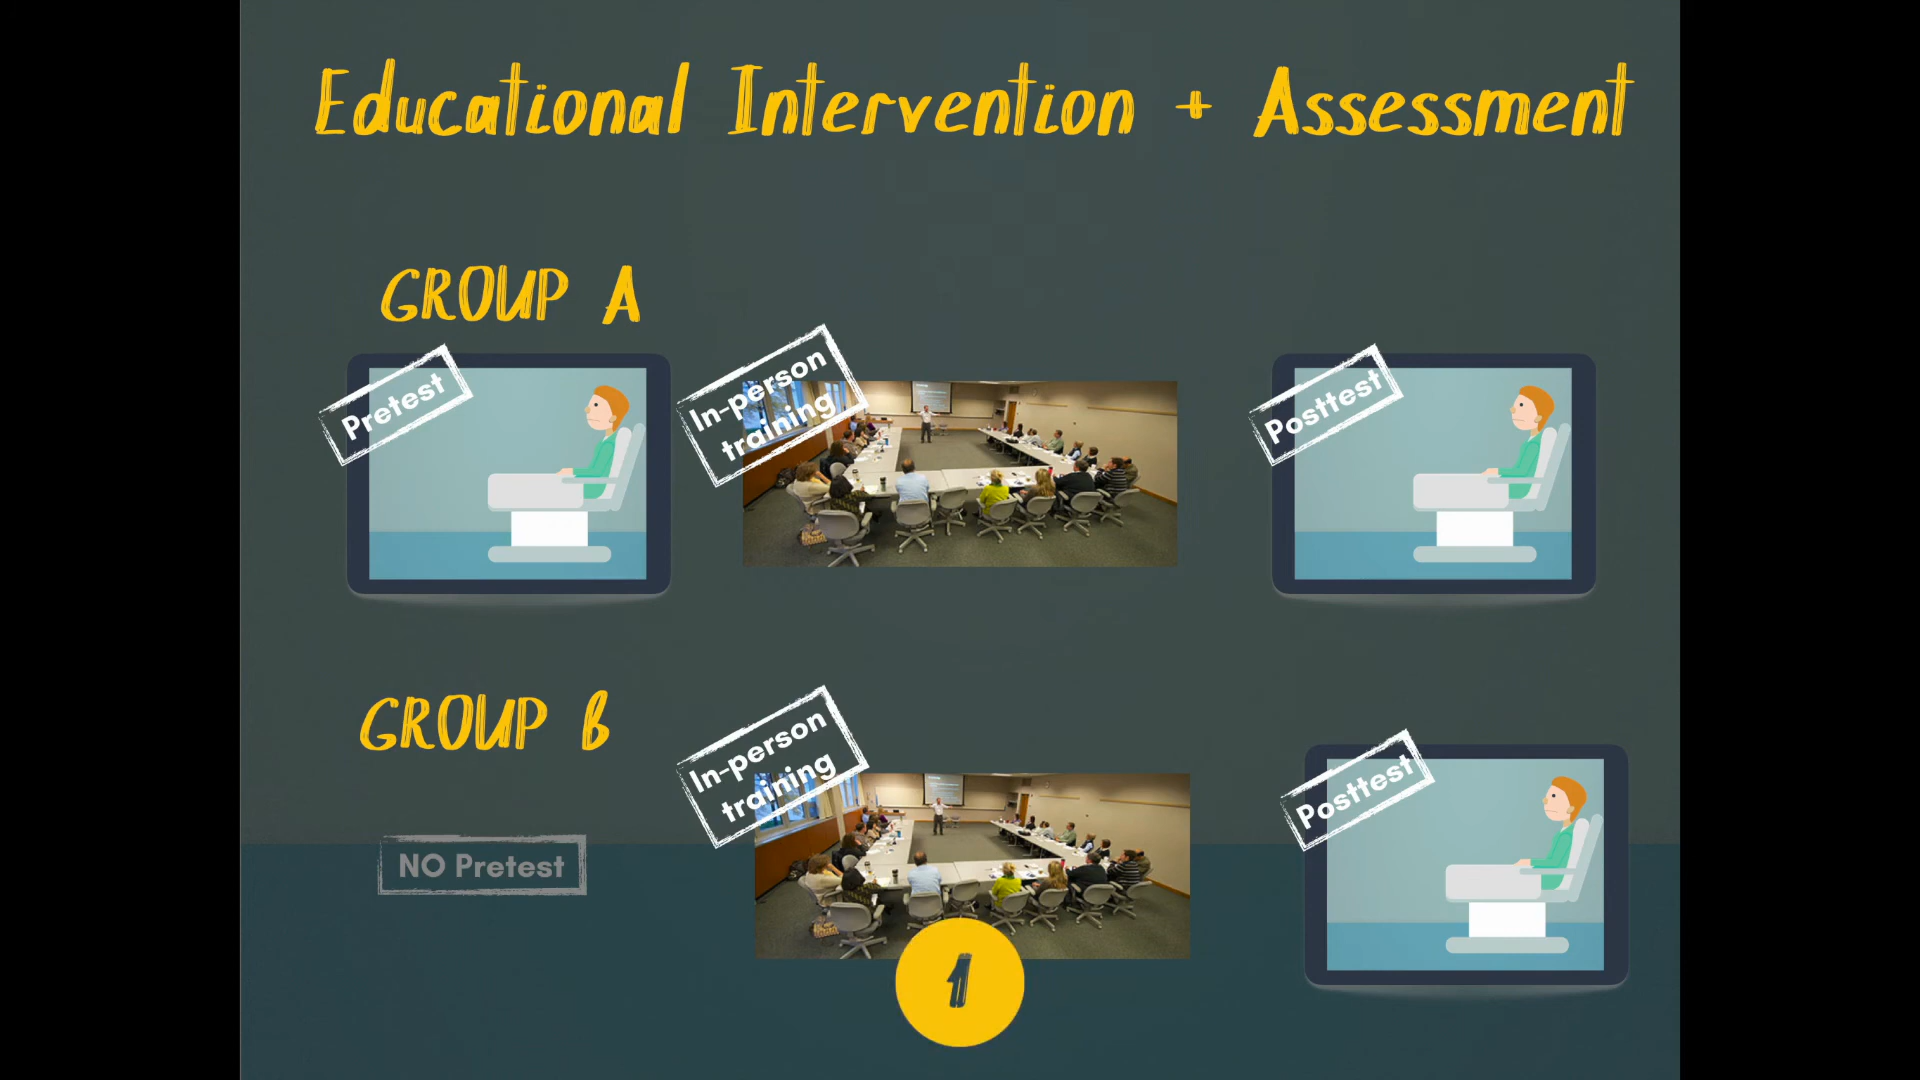 Educational Intervention + Assessment
GROUP A
Pretest
In-person
training
Posttest
GROUP B
NO Pretest
In-person
training
Posttest
1